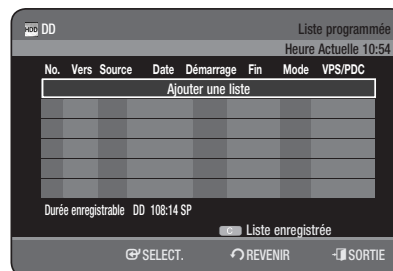 HDD DD Liste programmée
Heure Actuelle 10:54
No. Vers Source Date Démarrage Fin Mode VPS/PDC
Ajouter une liste
Durée enregistrable DD 108:14 SP
C Liste enregistrée
SELECT. REVENIR SORTIE